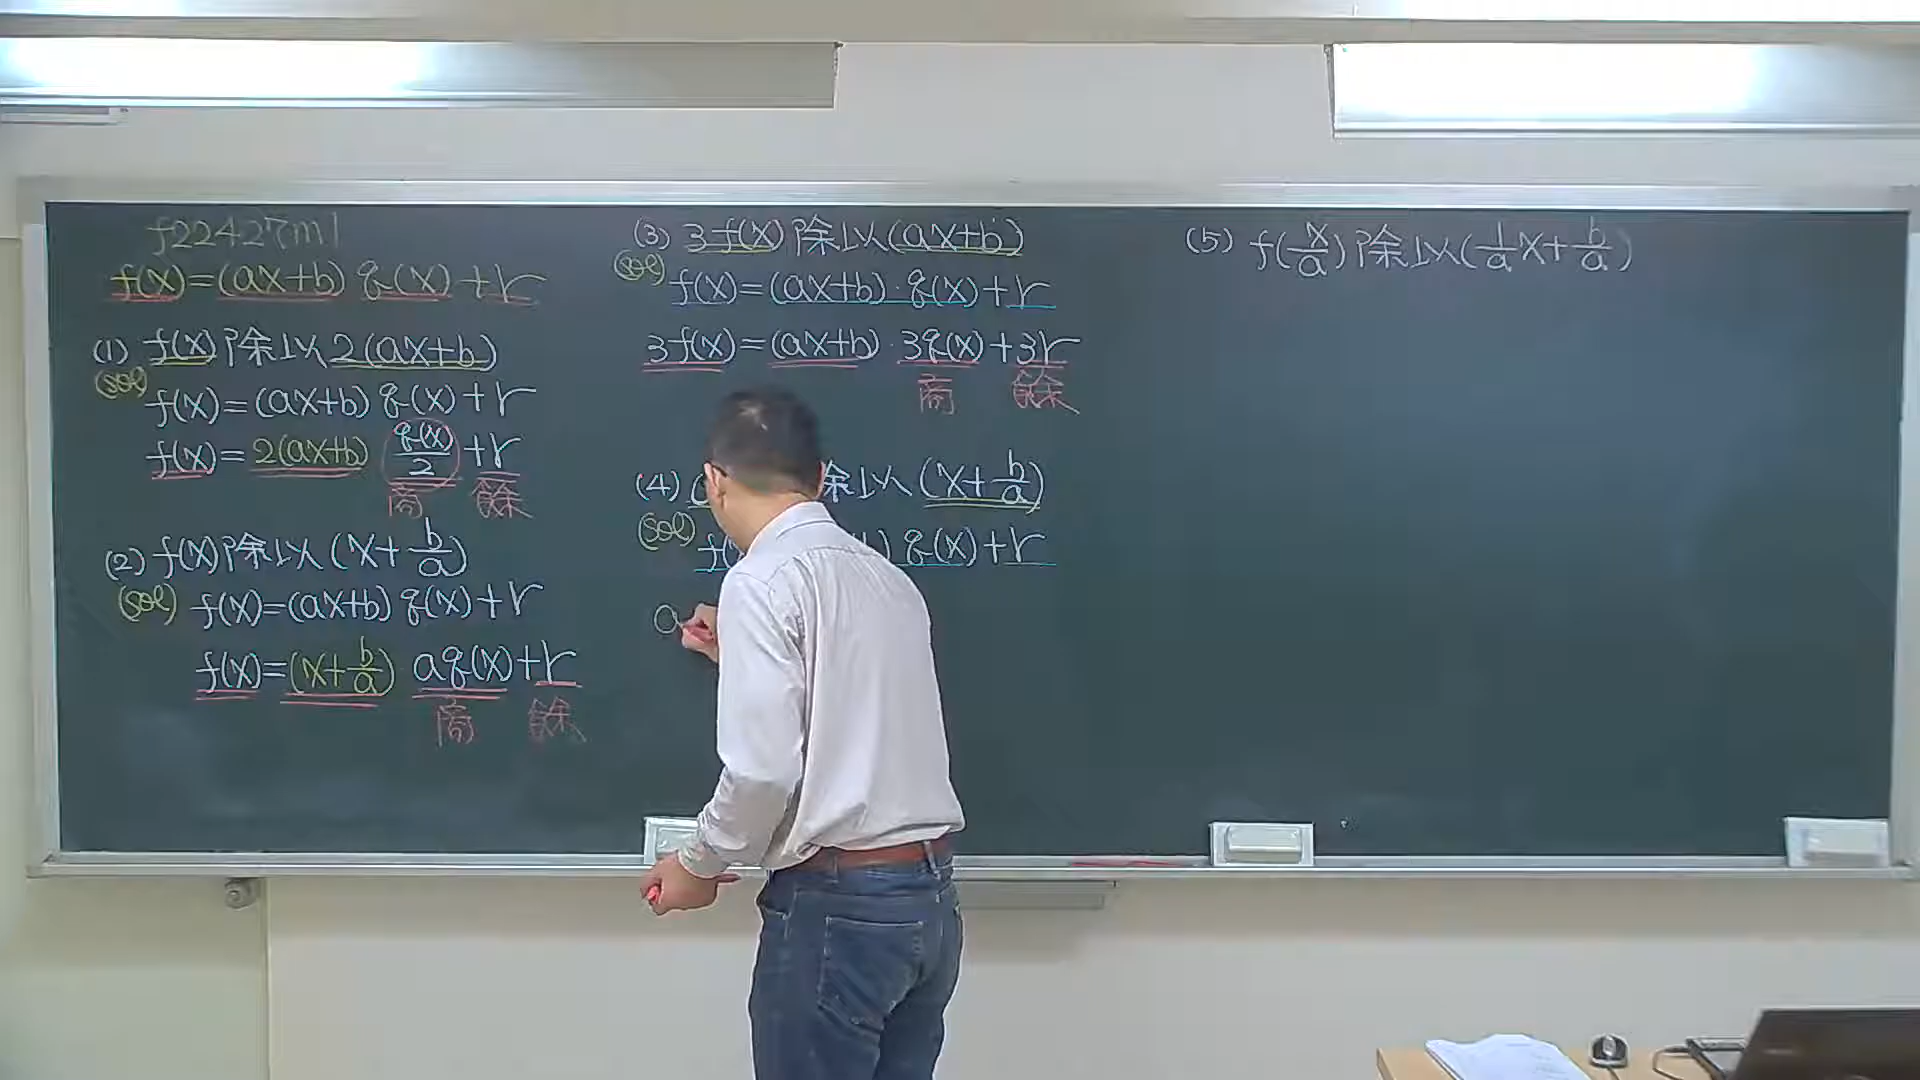 f22427m1
f(x)=(ax+b) q(x)+r
(1) f(x)除以2(ax+b)
(sol)
f(x)=(ax+b) q(x)+r
f(x)=2(ax+b) q(x)/2 +r
商 餘
(2) f(x)除以(x+b/a)
(sol) f(x)=(ax+b) q(x)+r
f(x)=(x+b/a) aq(x)+r
商 餘
(3) 3f(x)除以(ax+b)
(sol)
f(x)=(ax+b)·q(x)+r
3f(x)=(ax+b)·3q(x)+3r
商 餘
(4) 除以(x+b/a)
(sol)
q(x)+r
a
(5) f(x/a)除以(1/a x+b/a)